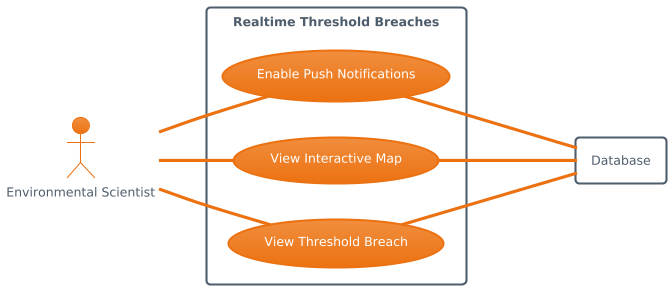 Realtime Threshold Breaches
Enable Push Notifications
View Interactive Map
Database
Environmental Scientist
View Threshold Breach